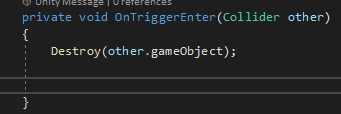 Unity Message | 0 references
private void OnTriggerEnter(Collider other)
{
Destroy(other.gameObject);
}